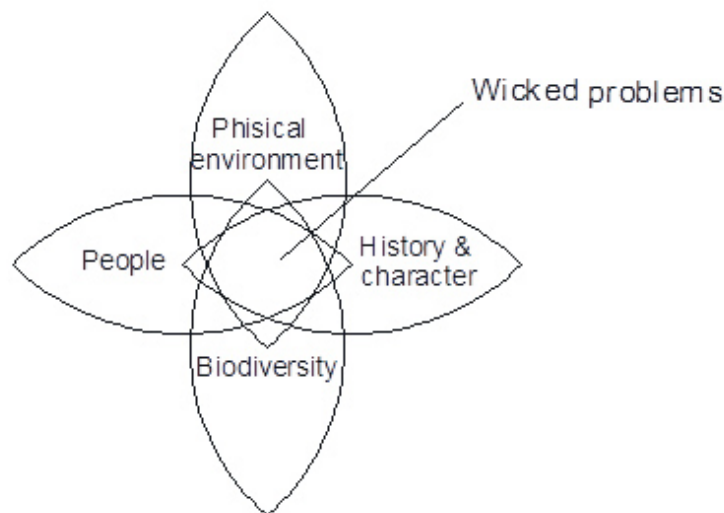 Wicked problems
Phisical
environment
People
History &
character
Biodiversity